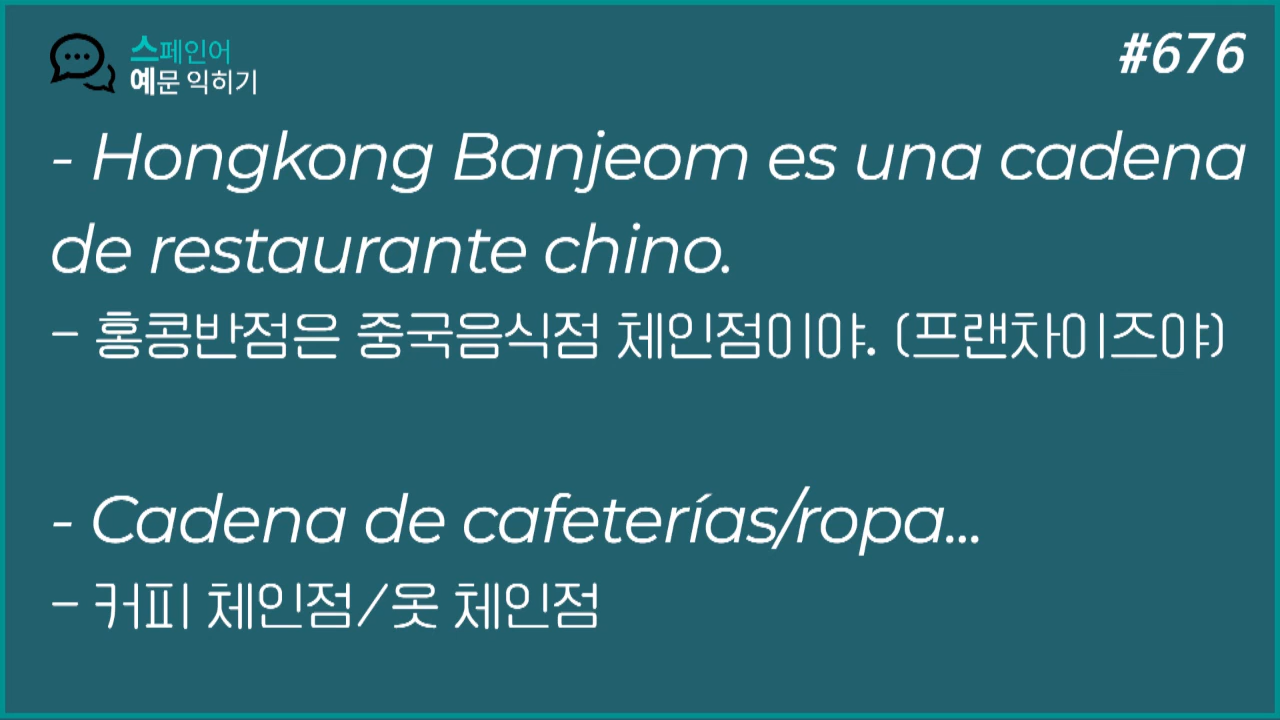 스페인어
예문 익히기
#676
- Hongkong Banjeom es una cadena
de restaurante chino.
- 홍콩반점은 중국음식점 체인점이야. (프랜차이즈야)
- Cadena de cafeterías/ropa...
- 커피 체인점/옷 체인점